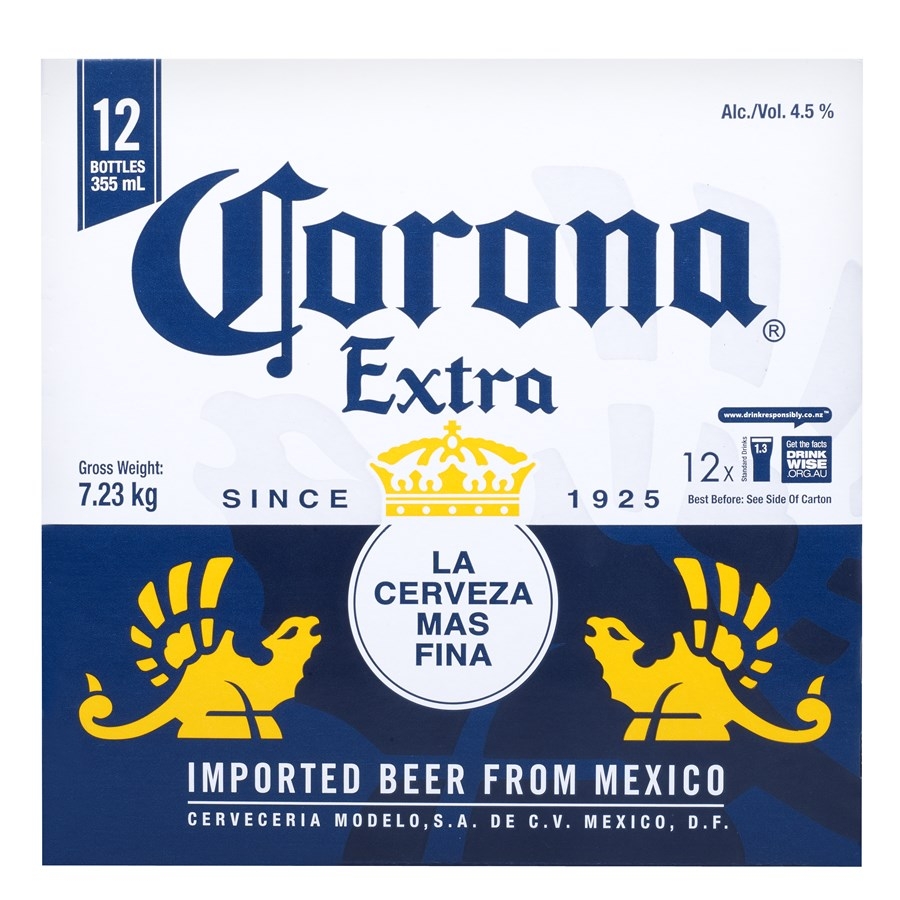 12
BOTTLES
355 mL
Alc./Vol. 4.5 %
Corona
®
Extra
www.drinkresponsibly.co.nz™
Gross Weight:
7.23 kg
12x
Standard Drinks
1.3
Get the facts
DRINK
WISE
.ORG.AU
Best Before: See Side Of Carton
SINCE 1925
LA
CERVEZA
MAS
FINA
IMPORTED BEER FROM MEXICO
CERVECERIA MODELO,S.A. DE C.V. MEXICO, D.F.